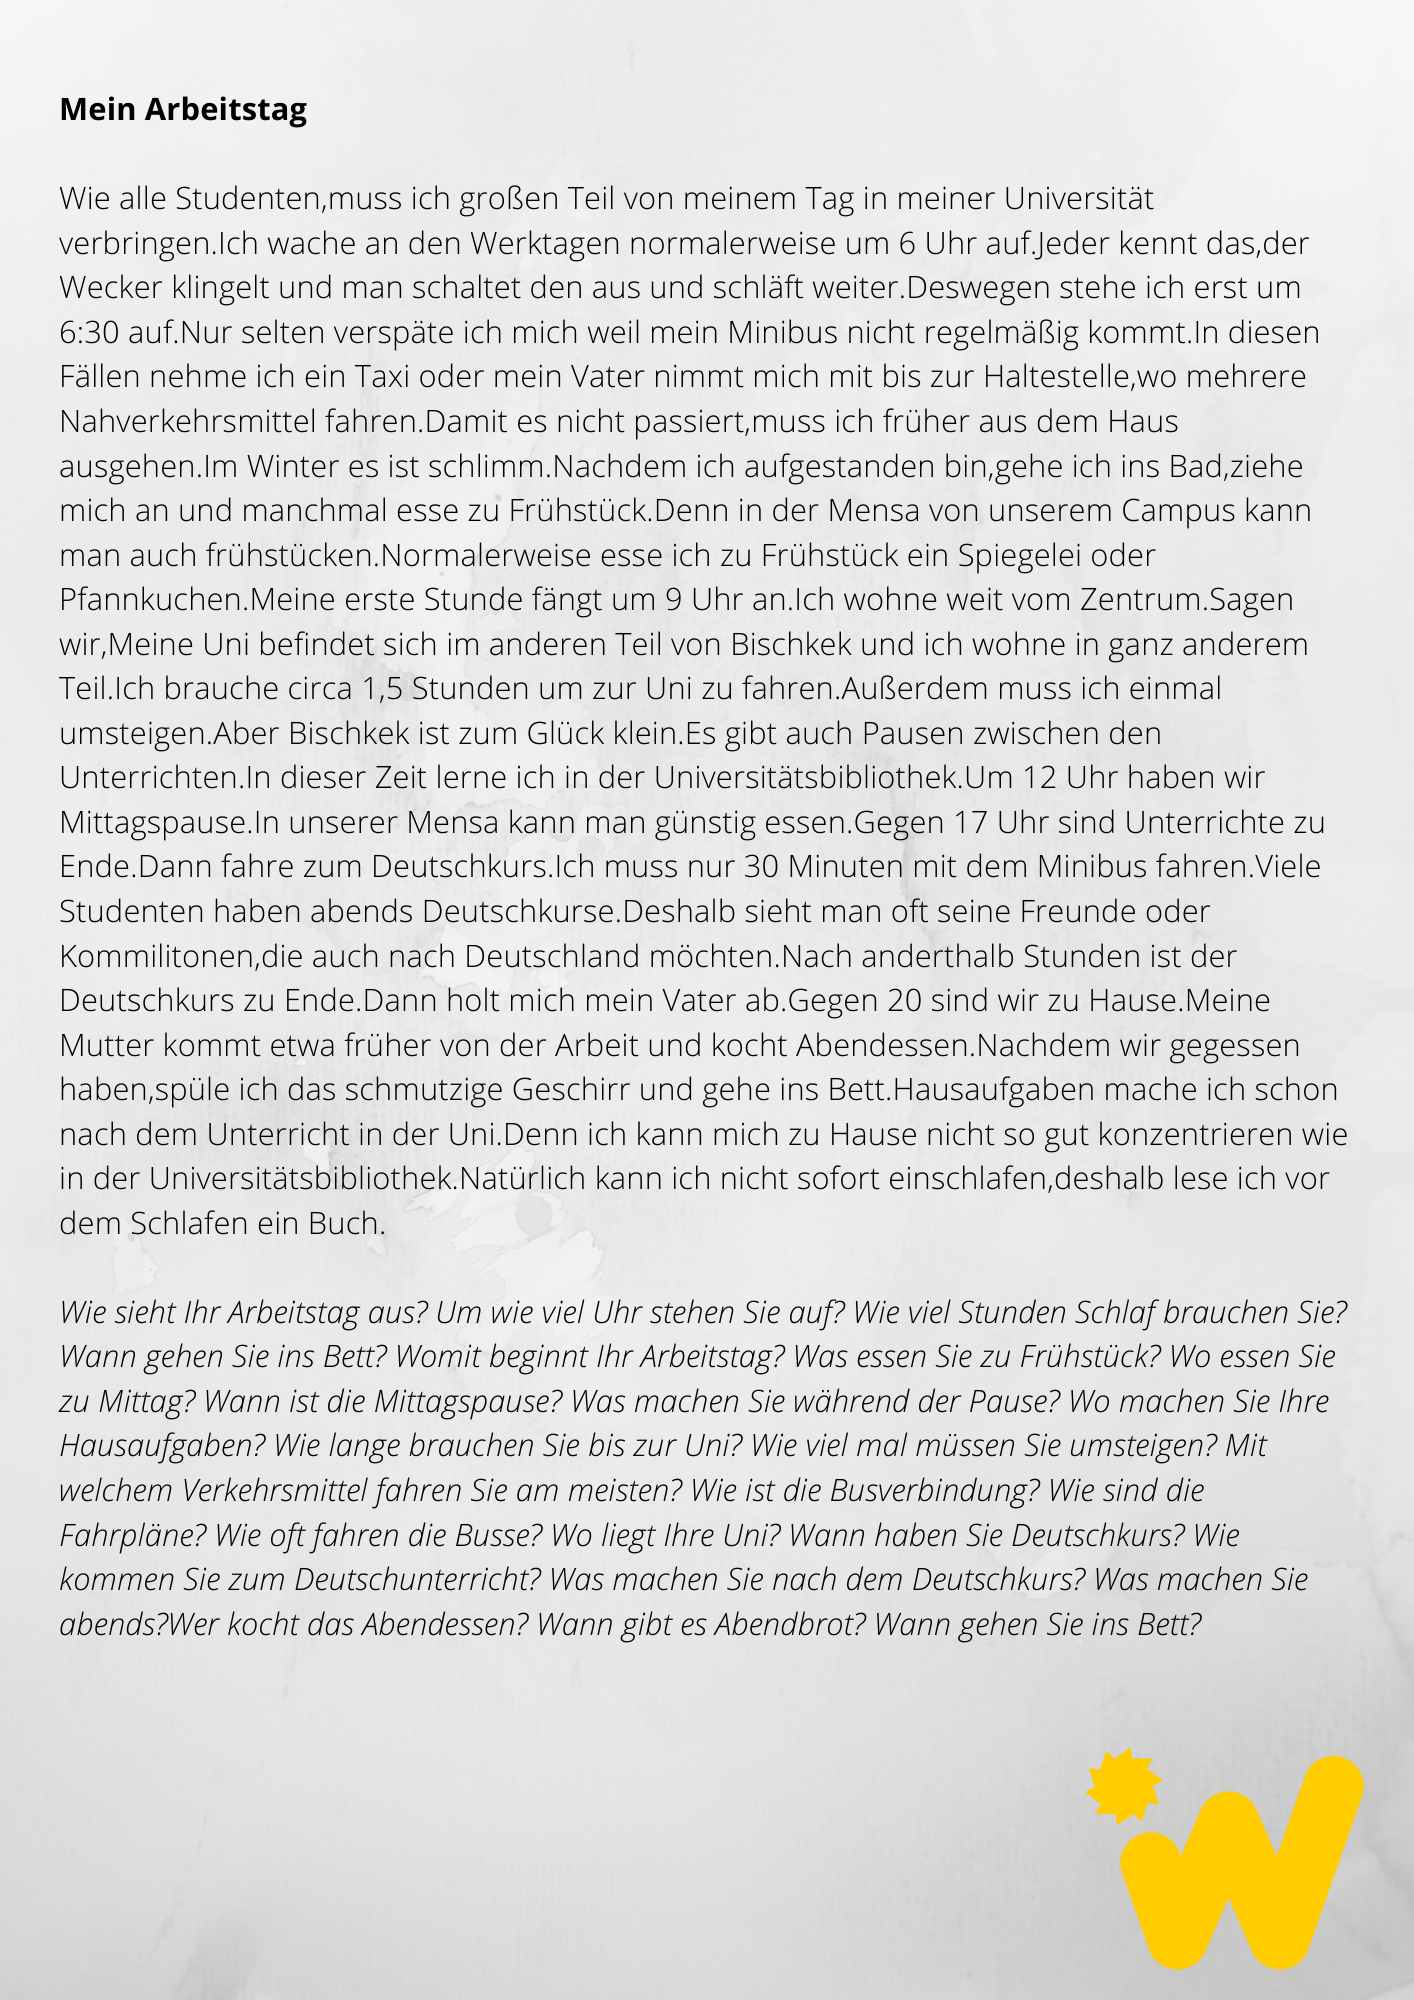 Mein Arbeitstag
Wie alle Studenten,muss ich großen Teil von meinem Tag in meiner Universität
verbringen.Ich wache an den Werktagen normalerweise um 6 Uhr auf.Jeder kennt das,der
Wecker klingelt und man schaltet den aus und schläft weiter.Deswegen stehe ich erst um
6:30 auf.Nur selten verspäte ich mich weil mein Minibus nicht regelmäßig kommt.In diesen
Fällen nehme ich ein Taxi oder mein Vater nimmt mich mit bis zur Haltestelle,wo mehrere
Nahverkehrsmittel fahren.Damit es nicht passiert,muss ich früher aus dem Haus
ausgehen.Im Winter es ist schlimm.Nachdem ich aufgestanden bin,gehe ich ins Bad,ziehe
mich an und manchmal esse zu Frühstück.Denn in der Mensa von unserem Campus kann
man auch frühstücken.Normalerweise esse ich zu Frühstück ein Spiegelei oder
Pfannkuchen.Meine erste Stunde fängt um 9 Uhr an.Ich wohne weit vom Zentrum.Sagen
wir,Meine Uni befindet sich im anderen Teil von Bischkek und ich wohne in ganz anderem
Teil.Ich brauche circa 1,5 Stunden um zur Uni zu fahren.Außerdem muss ich einmal
umsteigen.Aber Bischkek ist zum Glück klein.Es gibt auch Pausen zwischen den
Unterrichten.In dieser Zeit lerne ich in der Universitätsbibliothek.Um 12 Uhr haben wir
Mittagspause.In unserer Mensa kann man günstig essen.Gegen 17 Uhr sind Unterrichte zu
Ende.Dann fahre zum Deutschkurs.Ich muss nur 30 Minuten mit dem Minibus fahren.Viele
Studenten haben abends Deutschkurse.Deshalb sieht man oft seine Freunde oder
Kommilitonen,die auch nach Deutschland möchten.Nach anderthalb Stunden ist der
Deutschkurs zu Ende.Dann holt mich mein Vater ab.Gegen 20 sind wir zu Hause.Meine
Mutter kommt etwa früher von der Arbeit und kocht Abendessen.Nachdem wir gegessen
haben,spüle ich das schmutzige Geschirr und gehe ins Bett.Hausaufgaben mache ich schon
nach dem Unterricht in der Uni.Denn ich kann mich zu Hause nicht so gut konzentrieren wie
in der Universitätsbibliothek.Natürlich kann ich nicht sofort einschlafen,deshalb lese ich vor
dem Schlafen ein Buch.
Wie sieht Ihr Arbeitstag aus? Um wie viel Uhr stehen Sie auf? Wie viel Stunden Schlaf brauchen Sie?
Wann gehen Sie ins Bett? Womit beginnt Ihr Arbeitstag? Was essen Sie zu Frühstück? Wo essen Sie
zu Mittag? Wann ist die Mittagspause? Was machen Sie während der Pause? Wo machen Sie Ihre
Hausaufgaben? Wie lange brauchen Sie bis zur Uni? Wie viel mal müssen Sie umsteigen? Mit
welchem Verkehrsmittel fahren Sie am meisten? Wie ist die Busverbindung? Wie sind die
Fahrpläne? Wie oft fahren die Busse? Wo liegt Ihre Uni? Wann haben Sie Deutschkurs? Wie
kommen Sie zum Deutschunterricht? Was machen Sie nach dem Deutschkurs? Was machen Sie
abends?Wer kocht das Abendessen? Wann gibt es Abendbrot? Wann gehen Sie ins Bett?
W